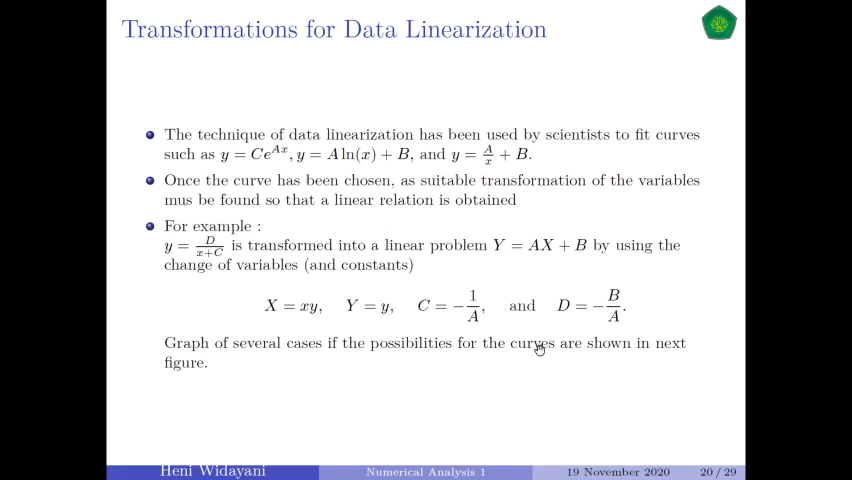 Transformations for Data Linearization
The technique of data linearization has been used by scientists to fit curves
such as y = Ce^{Ax}, y = A ln(x) + B, and y = A/x + B.
Once the curve has been chosen, as suitable transformation of the variables
mus be found so that a linear relation is obtained
For example :
y = D/(x+C) is transformed into a linear problem Y = AX + B by using the
change of variables (and constants)
X = xy, Y = y, C = −1/A, and D = −B/A.
Graph of several cases if the possibilities for the curves are shown in next
figure.
Heni Widayani Numerical Analysis 1 19 November 2020 20 / 29